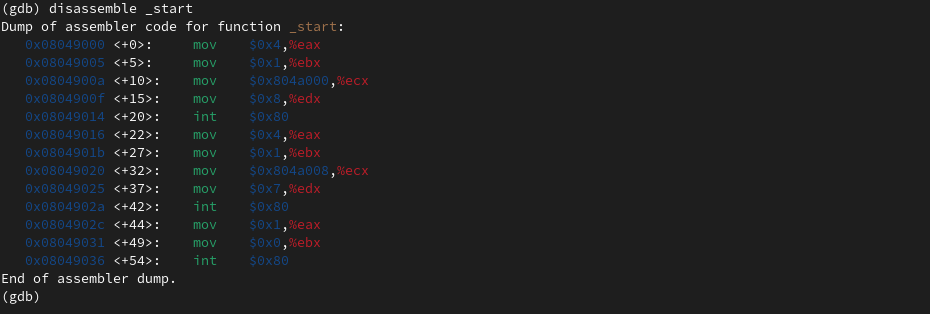 (gdb) disassemble _start
Dump of assembler code for function _start:
   0x08049000 <+0>:     mov    $0x4,%eax
   0x08049005 <+5>:     mov    $0x1,%ebx
   0x0804900a <+10>:    mov    $0x804a000,%ecx
   0x0804900f <+15>:    mov    $0x8,%edx
   0x08049014 <+20>:    int    $0x80
   0x08049016 <+22>:    mov    $0x4,%eax
   0x0804901b <+27>:    mov    $0x1,%ebx
   0x08049020 <+32>:    mov    $0x804a008,%ecx
   0x08049025 <+37>:    mov    $0x7,%edx
   0x0804902a <+42>:    int    $0x80
   0x0804902c <+44>:    mov    $0x1,%eax
   0x08049031 <+49>:    mov    $0x0,%ebx
   0x08049036 <+54>:    int    $0x80
End of assembler dump.
(gdb)